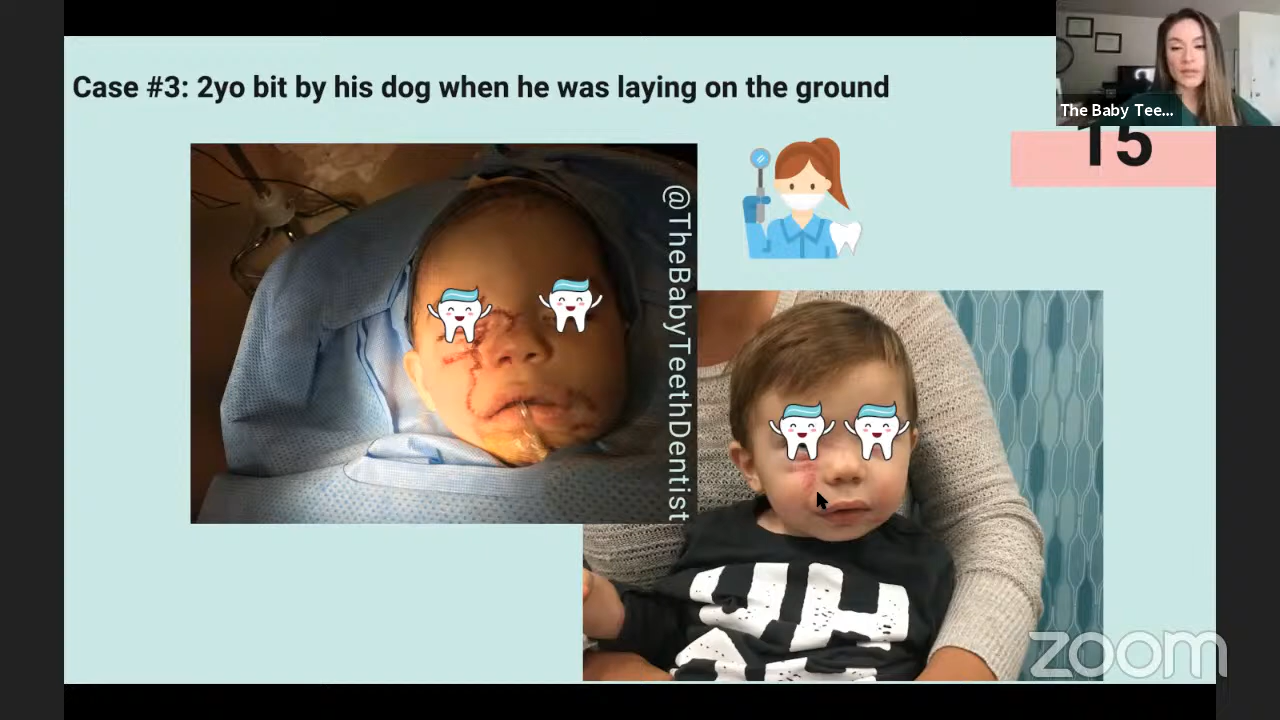 Case #3: 2yo bit by his dog when he was laying on the ground
The Baby Tee...
15
@TheBabyTeethDentist
zoom